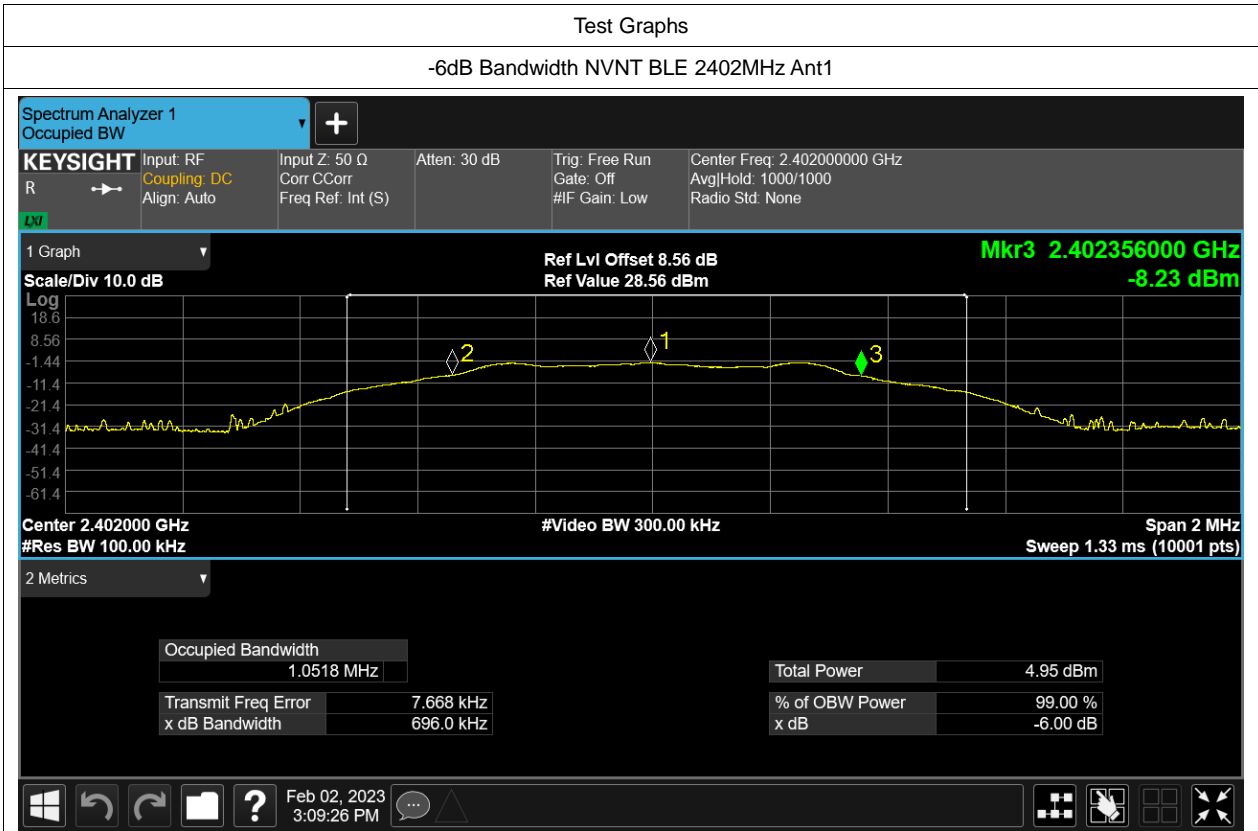 Test Graphs
-6dB Bandwidth NVNT BLE 2402MHz Ant1
Spectrum Analyzer 1
Occupied BW
KEYSIGHT
R
LXI
Input: RF
Coupling: DC
Align: Auto
Input Z: 50 Ω
Corr CCorr
Freq Ref: Int (S)
Atten: 30 dB
Trig: Free Run
Gate: Off
#IF Gain: Low
Center Freq: 2.402000000 GHz
Avg|Hold: 1000/1000
Radio Std: None
1 Graph
Scale/Div 10.0 dB
Ref Lvl Offset 8.56 dB
Ref Value 28.56 dBm
Mkr3 2.402356000 GHz
-8.23 dBm
Log
18.6
8.56
-1.44
-11.4
-21.4
-31.4
-41.4
-51.4
-61.4
2
1
3
Center 2.402000 GHz
#Res BW 100.00 kHz
#Video BW 300.00 kHz
Span 2 MHz
Sweep 1.33 ms (10001 pts)
2 Metrics
Occupied Bandwidth
1.0518 MHz
Transmit Freq Error 7.668 kHz
x dB Bandwidth 696.0 kHz
Total Power 4.95 dBm
% of OBW Power 99.00 %
x dB -6.00 dB
?
Feb 02, 2023
3:09:26 PM